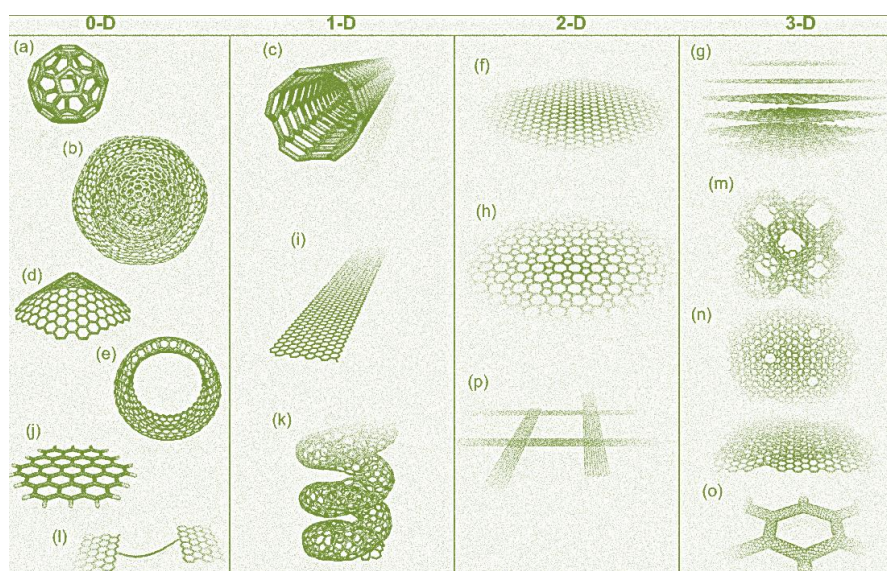 0-D 1-D 2-D 3-D
(a)
(b)
(d)
(e)
(j)
(l)
(c)
(i)
(k)
(f)
(h)
(p)
(g)
(m)
(n)
(o)